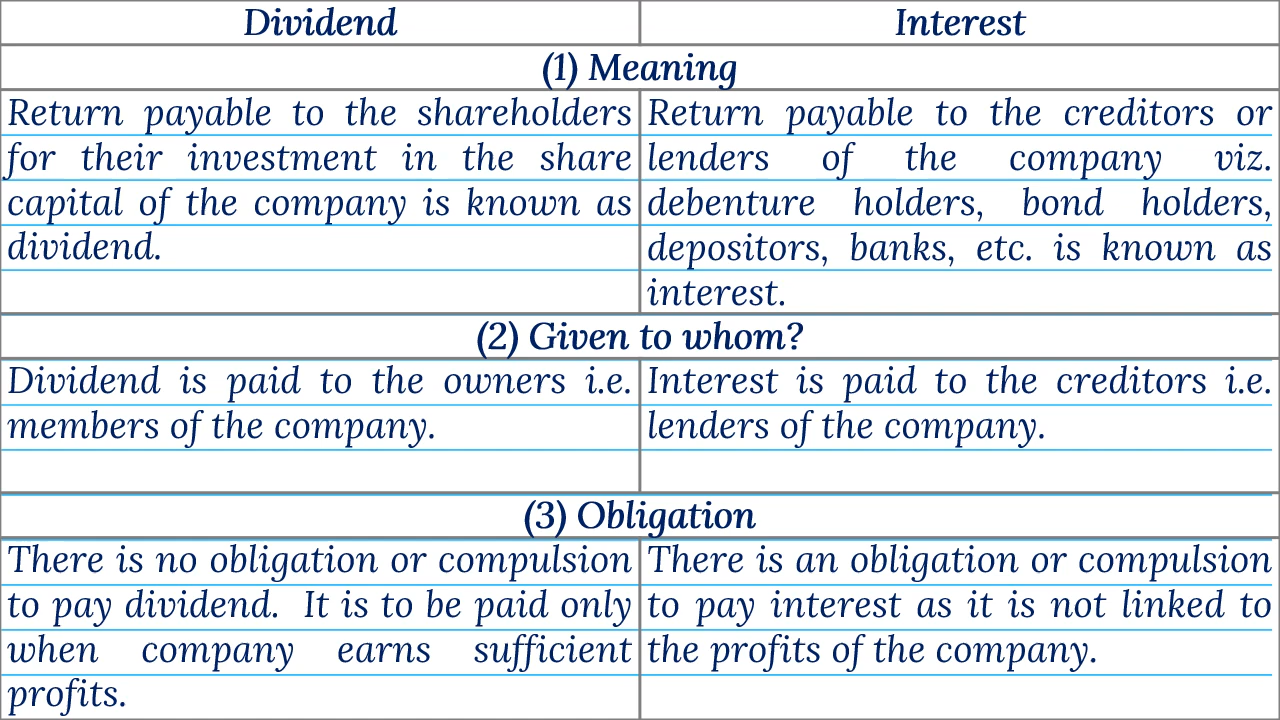 Dividend
Interest
(1) Meaning
Return payable to the shareholders
for their investment in the share
capital of the company is known as
dividend.
Return payable to the creditors or
lenders of the company viz.
debenture holders, bond holders,
depositors, banks, etc. is known as
interest.
(2) Given to whom?
Dividend is paid to the owners i.e.
members of the company.
Interest is paid to the creditors i.e.
lenders of the company.
(3) Obligation
There is no obligation or compulsion
to pay dividend. It is to be paid only
when company earns sufficient
profits.
There is an obligation or compulsion
to pay interest as it is not linked to
the profits of the company.